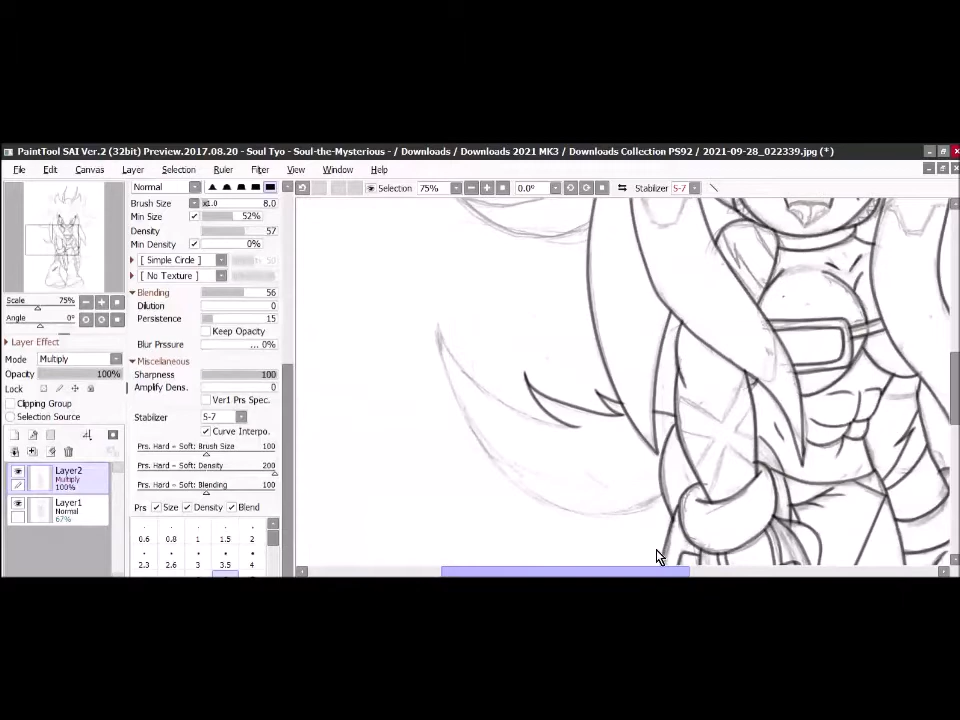 PaintTool SAI Ver.2 (32bit) Preview.2017.08.20 - Soul Tyo - Soul-the-Mysterious - / Downloads / Downloads 2021 MK3 / Downloads Collection PS92 / 2021-09-28_022339.jpg (*)
File Edit Canvas Layer Selection Ruler Filter View Window Help
Normal
Selection 75% 0.0° Stabilizer S-7
Brush Size x1.0 8.0
Min Size 52%
Density 57
Min Density 0%
[ Simple Circle ] 50
[ No Texture ]
Blending 56
Dilution 0
Persistence 15
Keep Opacity
Blur Prssure ... 0%
Miscellaneous
Sharpness 100
Amplify Dens. 0
Ver1 Prs Spec.
Stabilizer S-7
Curve Interpo.
Prs. Hard ↔ Soft: Brush Size 100
Prs. Hard ↔ Soft: Density 200
Prs. Hard ↔ Soft: Blending 100
Prs Size Density Blend
0.6 0.8 1 1.5 2
2.3 2.6 3 3.5 4
Scale 75%
Angle 0°
Layer Effect
Mode Multiply
Opacity 100%
Lock
Clipping Group
Selection Source
Layer2
Multiply
100%
Layer1
Normal
67%